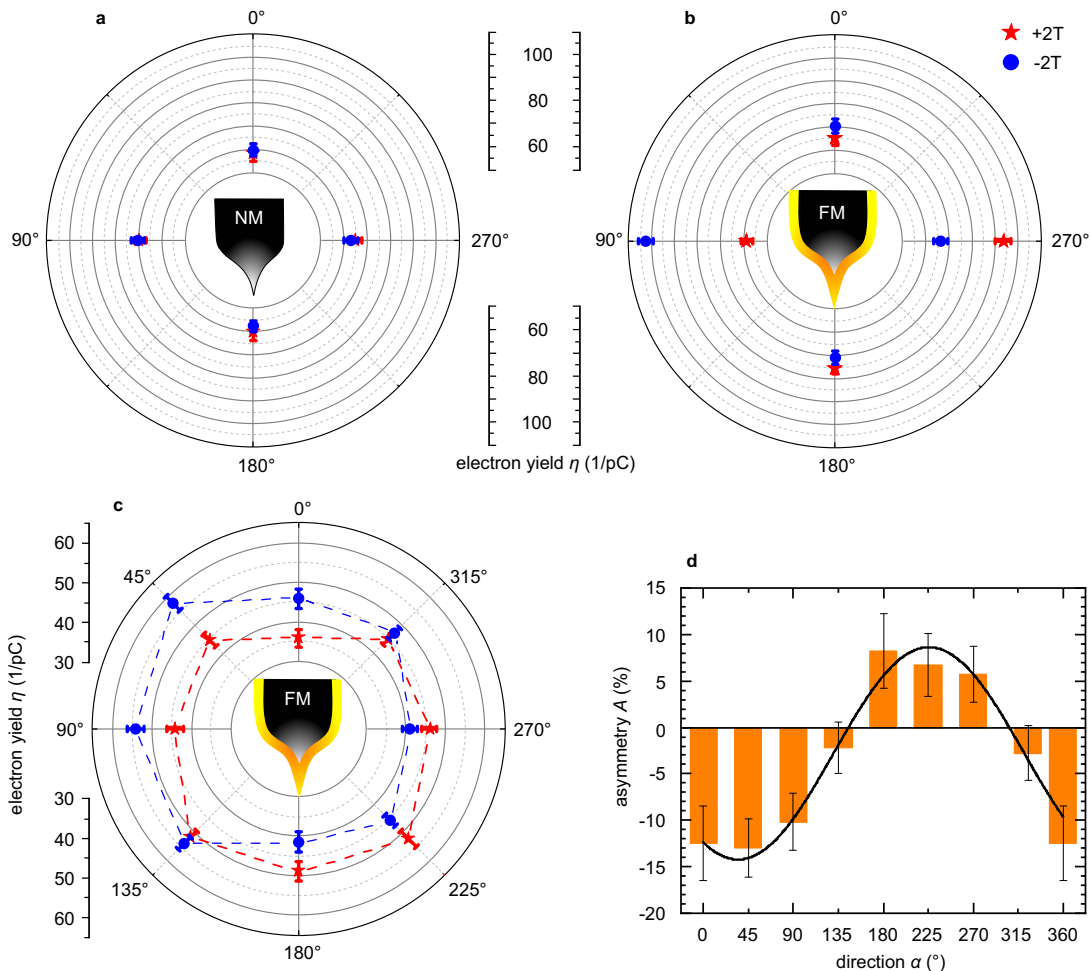 a
0°
b
+2T
-2T
100
80
60
NM
FM
90°
270°
90°
270°
60
80
100
180°
electron yield η (1/pC)
180°
c
0°
d
60
50
40
30
45°
315°
FM
90°
270°
electron yield η (1/pC)
30
40
50
60
135°
225°
180°
15
10
5
0
-5
-10
-15
-20
asymmetry A (%)
0 45 90 135 180 225 270 315 360
direction α (°)